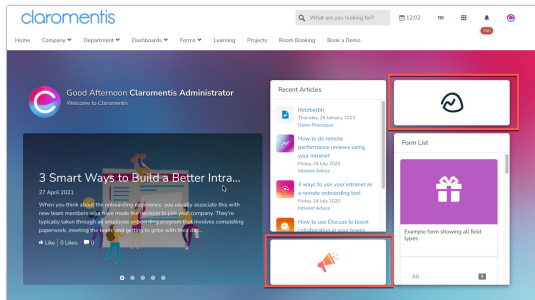 claromentis
What are you looking for?
12:02
Home
Company
Department
Dashboards
Forms
Learning
Projects
Room Booking
Book a Demo
Good Afternoon Claromentis Administrator
Welcome to Claromentis
3 Smart Ways to Build a Better Intra...
27 April 2021
When you think about the onboarding experience, you usually associate this with
new team members who have made the decision to join your company. They're
typically taken through an employee onboarding program that involves completing
paperwork, meeting the team, and getting to grips with their day...
Like | 0 Likes 0
Recent Articles
hbtdbetbh
Thursday, 26 January 2023
Demo Processes
How to do remote
performance reviews using
your intranet
Friday, 24 July 2020
Intranet Advice
3 ways to use your intranet as
a remote onboarding tool
Friday, 24 July 2020
Intranet Advice
How to use Discuss to boost
collaboration in your teams
Form List
Example form showing all field
types
All